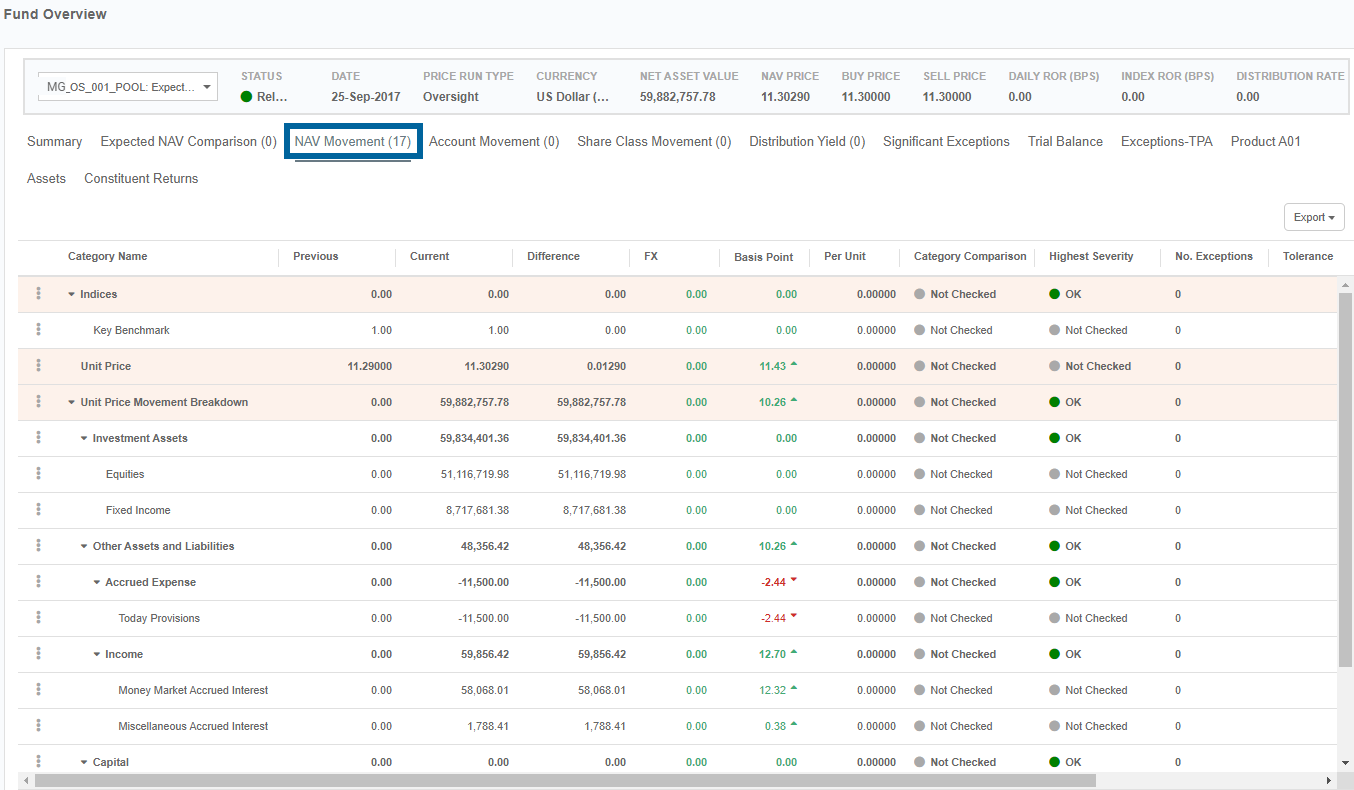 Fund Overview
MG_OS_001_POOL: Expect...
STATUS DATE PRICE RUN TYPE CURRENCY NET ASSET VALUE NAV PRICE BUY PRICE SELL PRICE DAILY ROR (BPS) INDEX ROR (BPS) DISTRIBUTION RATE
Rel... 25-Sep-2017 Oversight US Dollar (... 59,882,757.78 11.30290 11.30000 11.30000 0.00 0.00 0.00
Summary Expected NAV Comparison (0) NAV Movement (17) Account Movement (0) Share Class Movement (0) Distribution Yield (0) Significant Exceptions Trial Balance Exceptions-TPA Product A01
Assets Constituent Returns
Export
Category Name Previous Current Difference FX Basis Point Per Unit Category Comparison Highest Severity No. Exceptions Tolerance
Indices 0.00 0.00 0.00 0.00 0.00 0.00000 Not Checked OK 0
Key Benchmark 1.00 1.00 0.00 0.00 0.00 0.00000 Not Checked Not Checked 0
Unit Price 11.29000 11.30290 0.01290 0.00 11.43 0.00000 Not Checked Not Checked 0
Unit Price Movement Breakdown 0.00 59,882,757.78 59,882,757.78 0.00 10.26 0.00000 Not Checked OK 0
Investment Assets 0.00 59,834,401.36 59,834,401.36 0.00 0.00 0.00000 Not Checked OK 0
Equities 0.00 51,116,719.98 51,116,719.98 0.00 0.00 0.00000 Not Checked Not Checked 0
Fixed Income 0.00 8,717,681.38 8,717,681.38 0.00 0.00 0.00000 Not Checked Not Checked 0
Other Assets and Liabilities 0.00 48,356.42 48,356.42 0.00 10.26 0.00000 Not Checked OK 0
Accrued Expense 0.00 -11,500.00 -11,500.00 0.00 -2.44 0.00000 Not Checked OK 0
Today Provisions 0.00 -11,500.00 -11,500.00 0.00 -2.44 0.00000 Not Checked Not Checked 0
Income 0.00 59,856.42 59,856.42 0.00 12.70 0.00000 Not Checked OK 0
Money Market Accrued Interest 0.00 58,068.01 58,068.01 0.00 12.32 0.00000 Not Checked Not Checked 0
Miscellaneous Accrued Interest 0.00 1,788.41 1,788.41 0.00 0.38 0.00000 Not Checked Not Checked 0
Capital 0.00 0.00 0.00 0.00 0.00 0.00000 Not Checked OK 0